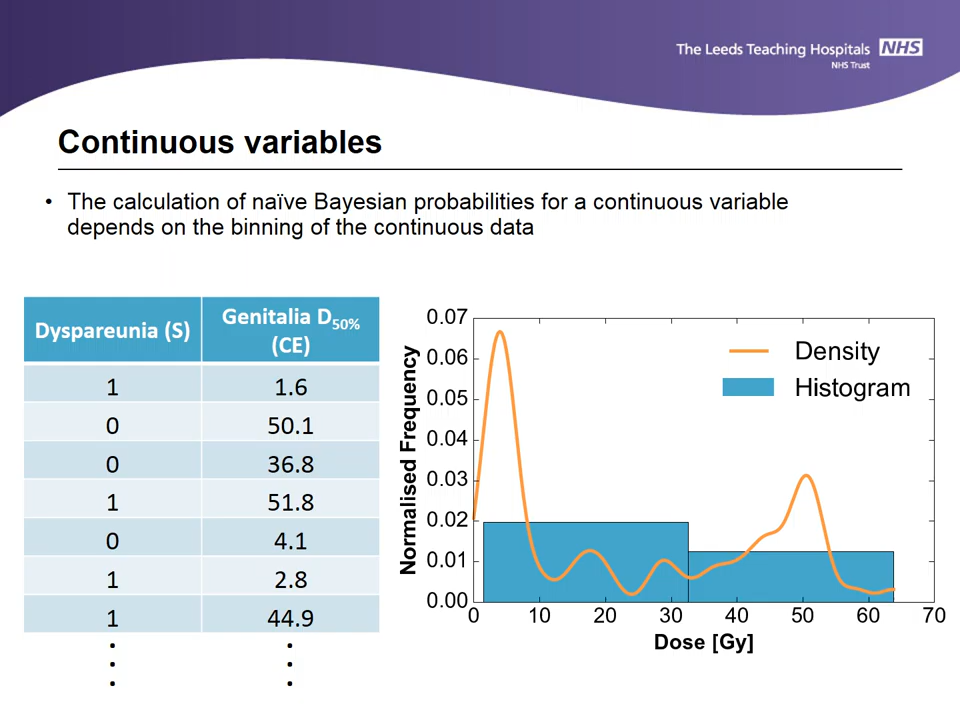 The Leeds Teaching Hospitals NHS
NHS Trust
Continuous variables
• The calculation of naïve Bayesian probabilities for a continuous variable
depends on the binning of the continuous data
Dyspareunia (S) Genitalia D50% (CE)
1 1.6
0 50.1
0 36.8
1 51.8
0 4.1
1 2.8
1 44.9
Normalised Frequency
0.07
0.06
0.05
0.04
0.03
0.02
0.01
0.00
Density
Histogram
0 10 20 30 40 50 60 70
Dose [Gy]